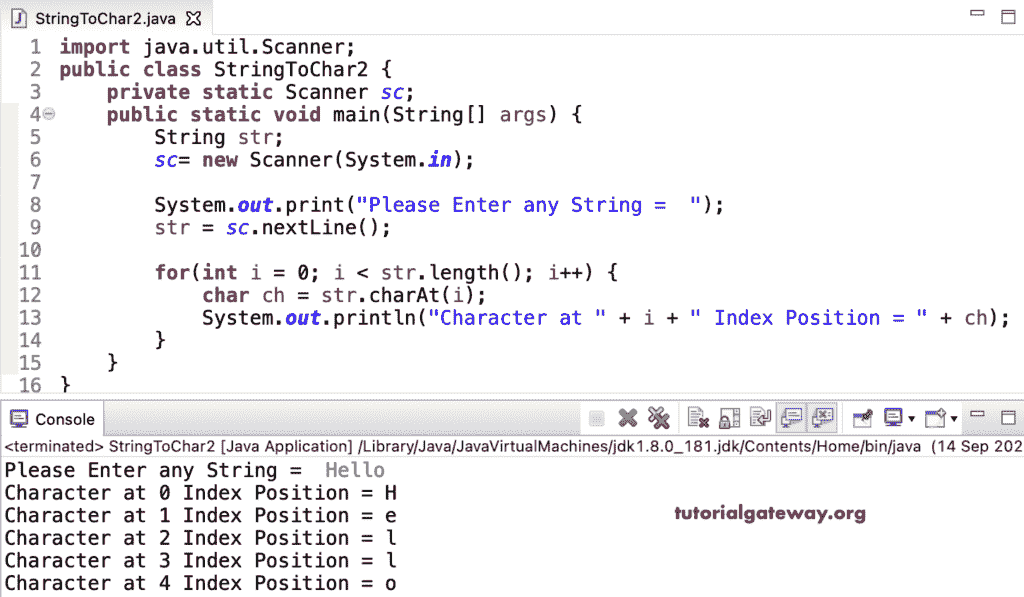 StringToChar2.java
1 import java.util.Scanner;
2 public class StringToChar2 {
3     private static Scanner sc;
4     public static void main(String[] args) {
5         String str;
6         sc= new Scanner(System.in);
7
8         System.out.print("Please Enter any String =  ");
9         str = sc.nextLine();
10
11         for(int i = 0; i < str.length(); i++) {
12             char ch = str.charAt(i);
13             System.out.println("Character at " + i + " Index Position = " + ch);
14         }
15     }
16 }
Console
<terminated> StringToChar2 [Java Application] /Library/Java/JavaVirtualMachines/jdk1.8.0_181.jdk/Contents/Home/bin/java (14 Sep 202
Please Enter any String =  Hello
Character at 0 Index Position = H
Character at 1 Index Position = e
tutorialgateway.org
Character at 2 Index Position = l
Character at 3 Index Position = l
Character at 4 Index Position = o